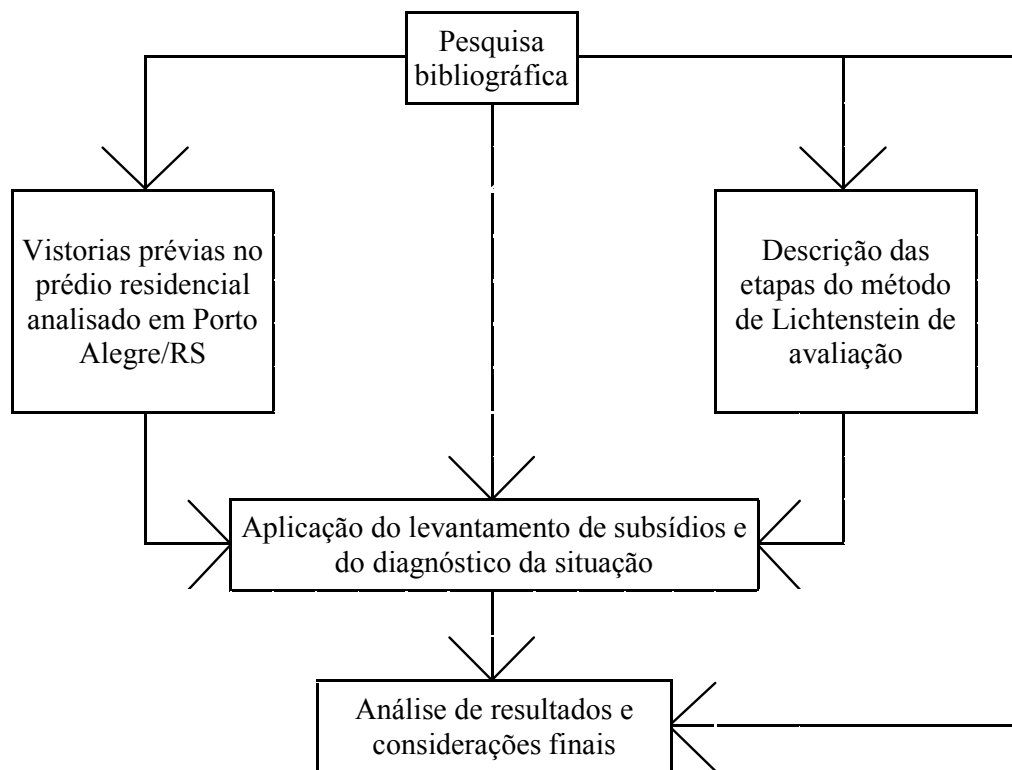 Pesquisa
bibliográfica
Vistorias prévias no
prédio residencial
analisado em Porto
Alegre/RS
Descrição das
etapas do método
de Lichtenstein de
avaliação
Aplicação do levantamento de subsídios e
do diagnóstico da situação
Análise de resultados e
considerações finais